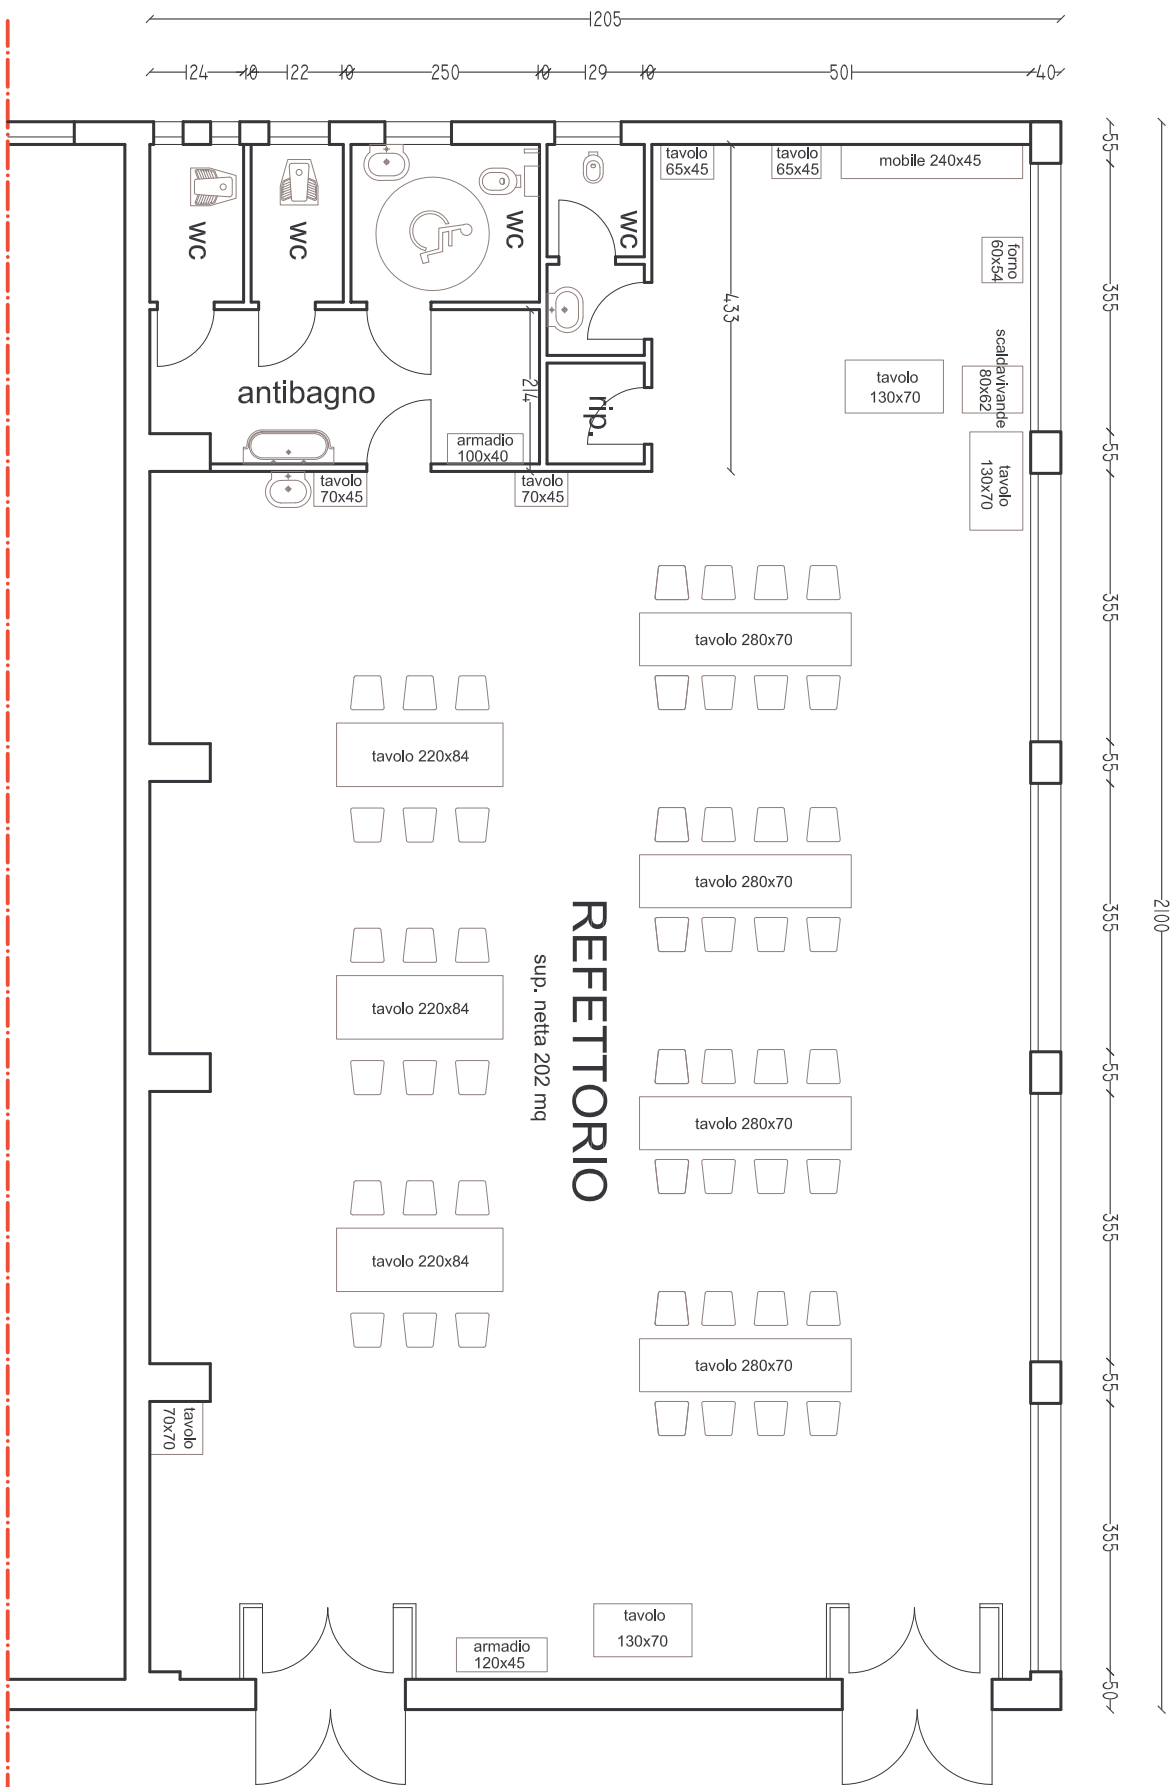 1205
124
10
122
10
250
10
129
10
501
40
tavolo
65x45
tavolo
65x45
mobile 240x45
55
WC
WC
WC
WC
forno
60x54
433
355
scaldavivande
80x62
tavolo
130x70
antibagno
214
rip.
armadio
100x40
55
tavolo
130x70
tavolo
70x45
tavolo
70x45
tavolo 280x70
355
tavolo 220x84
55
tavolo 280x70
355
2100
REFETTORIO
sup. netta 202 mq
tavolo 220x84
55
tavolo 280x70
355
tavolo 220x84
tavolo 280x70
55
tavolo
70x70
355
tavolo
130x70
armadio
120x45
50